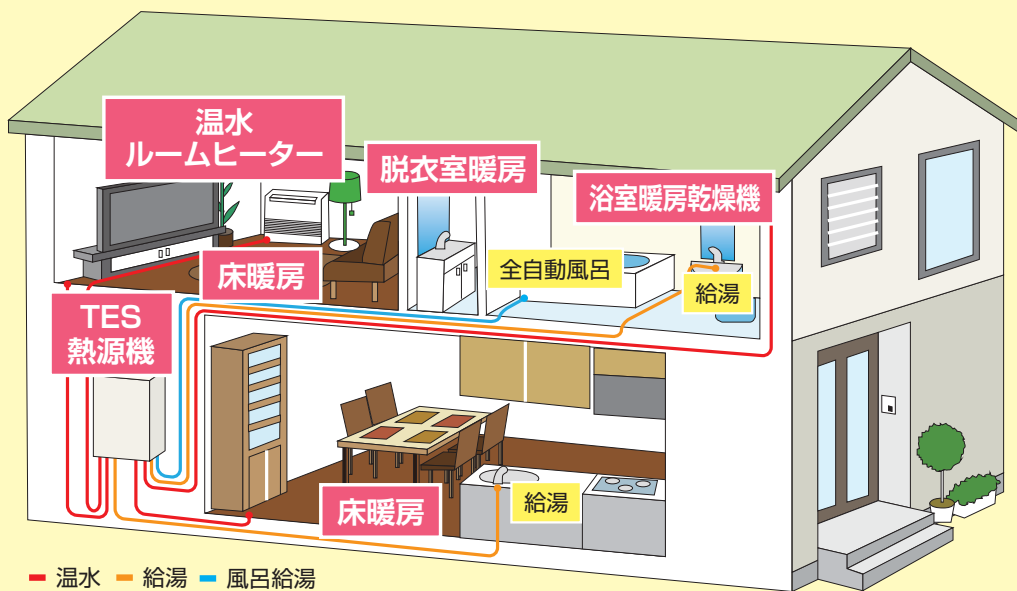 温水
ルームヒーター
脱衣室暖房
浴室暖房乾燥機
全自動風呂
給湯
床暖房
TES
熱源機
床暖房
給湯
温水 給湯 風呂給湯